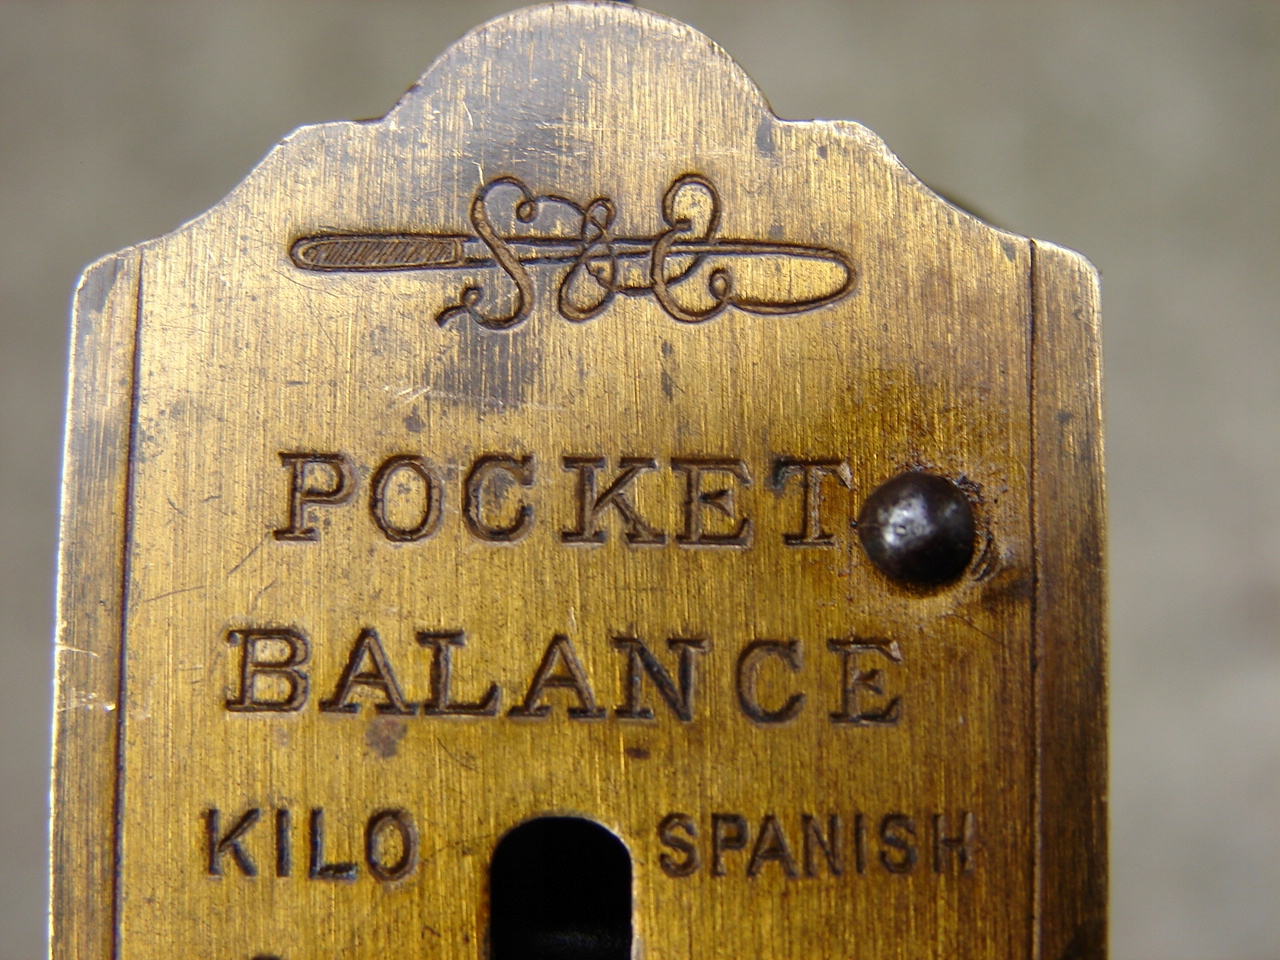 S & C
POCKET
BALANCE
KILO SPANISH